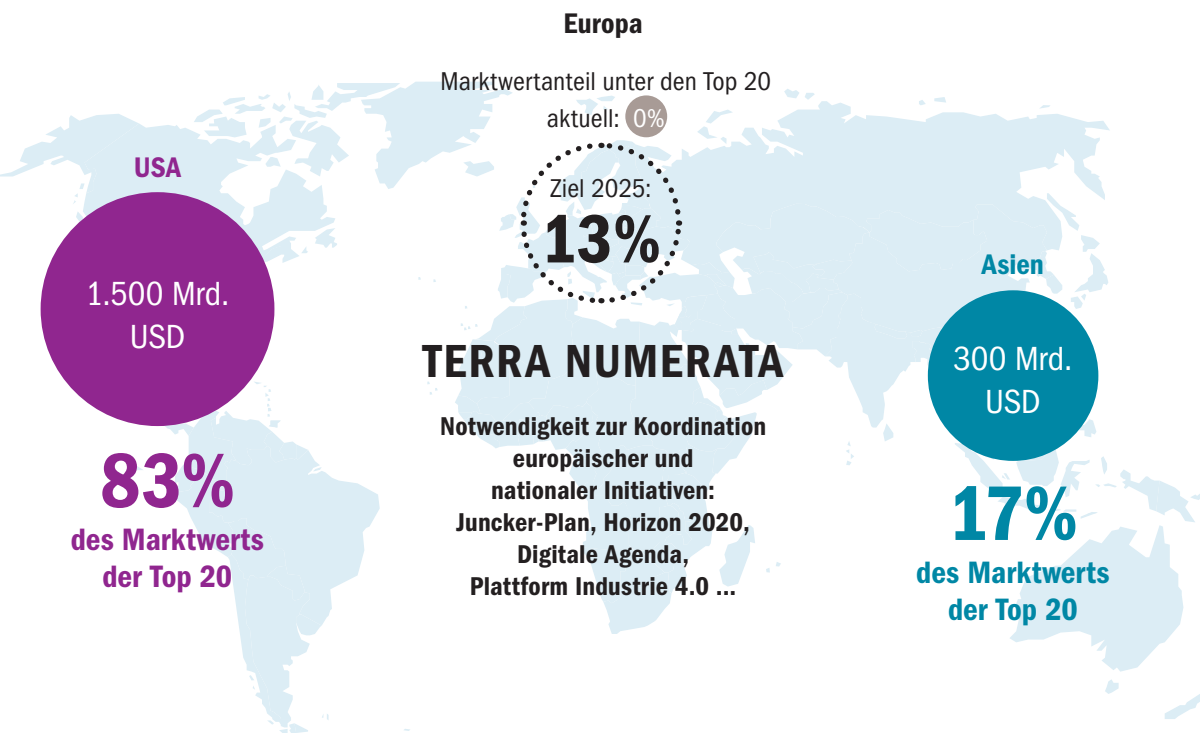 Europa
Marktwertanteil unter den Top 20
aktuell: 0%
Ziel 2025:
13%
USA
1.500 Mrd.
USD
83%
des Marktwerts
der Top 20
TERRA NUMERATA
Notwendigkeit zur Koordination
europäischer und
nationaler Initiativen:
Juncker-Plan, Horizon 2020,
Digitale Agenda,
Plattform Industrie 4.0 ...
Asien
300 Mrd.
USD
17%
des Marktwerts
der Top 20